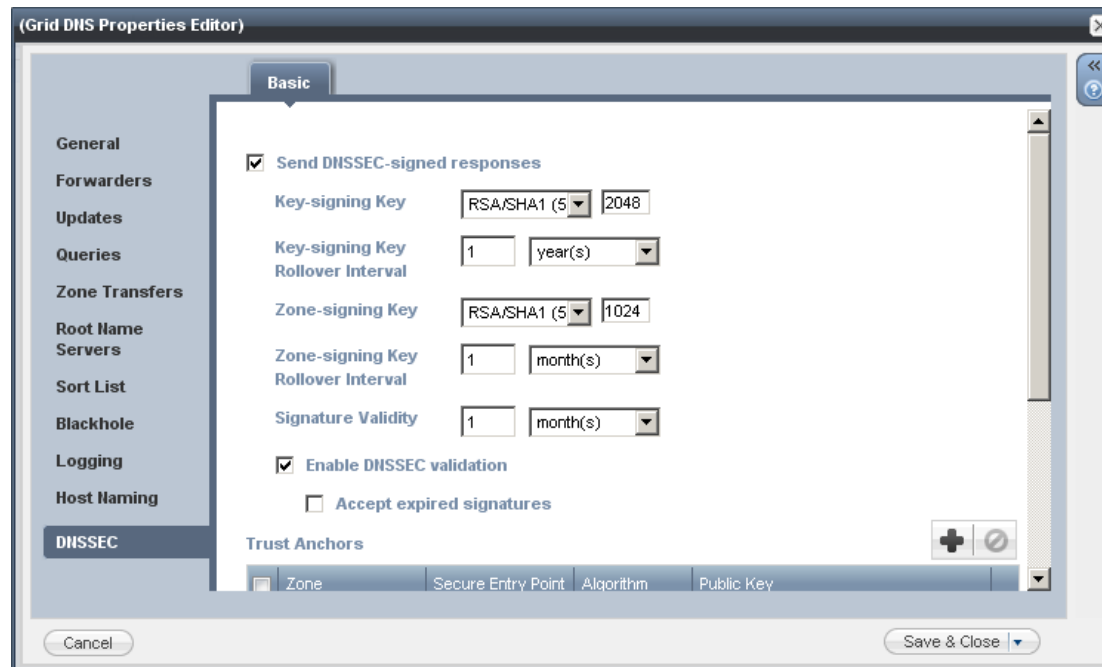 (Grid DNS Properties Editor)
Basic
General
Forwarders
Updates
Queries
Zone Transfers
Root Name
Servers
Sort List
Blackhole
Logging
Host Naming
DNSSEC
Send DNSSEC-signed responses
Key-signing Key RSA/SHA1 (5 2048
Key-signing Key
Rollover Interval 1 year(s)
Zone-signing Key RSA/SHA1 (5 1024
Zone-signing Key
Rollover Interval 1 month(s)
Signature Validity 1 month(s)
Enable DNSSEC validation
Accept expired signatures
Trust Anchors
Zone Secure Entry Point Algorithm Public Key
Cancel Save & Close